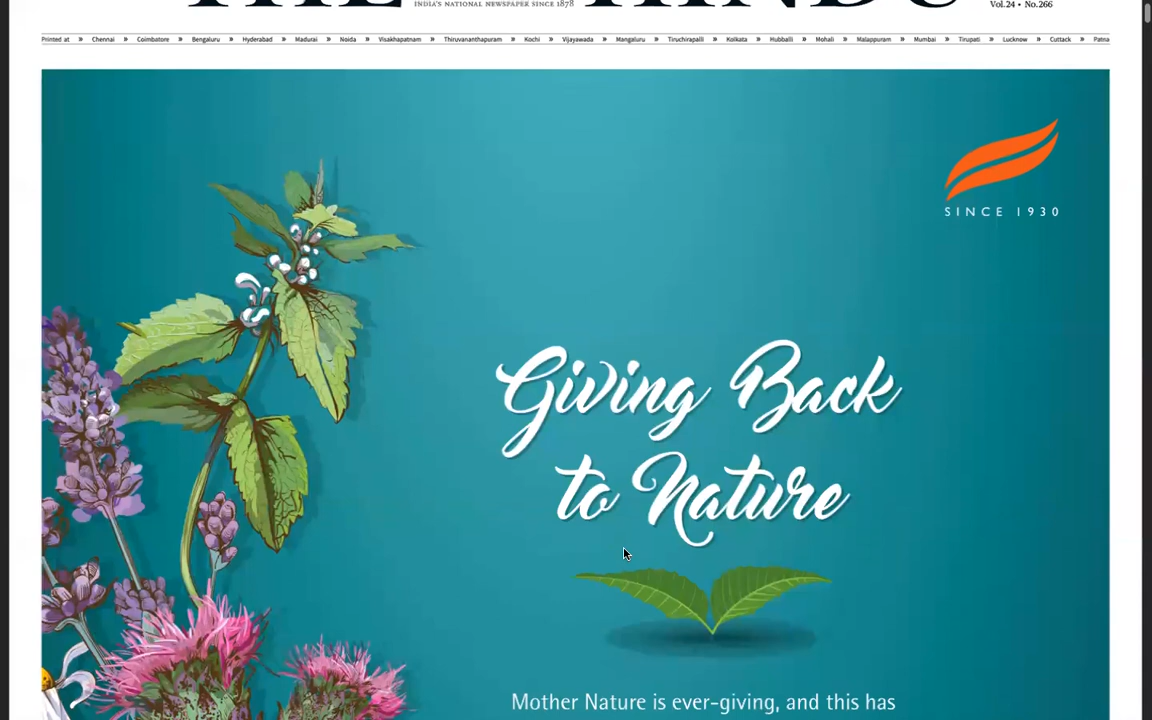 THE HINDU
INDIA'S NATIONAL NEWSPAPER SINCE 1878
Vol.24 • No.266
Printed at » Chennai » Coimbatore » Bengaluru » Hyderabad » Madurai » Noida » Visakhapatnam » Thiruvananthapuram » Kochi » Vijayawada » Mangaluru » Tiruchirapalli » Kolkata » Hubballi » Mohali » Malappuram » Mumbai » Tirupati » Lucknow » Cuttack » Patna
SINCE 1930
Giving Back
to Nature
Mother Nature is ever-giving, and this has